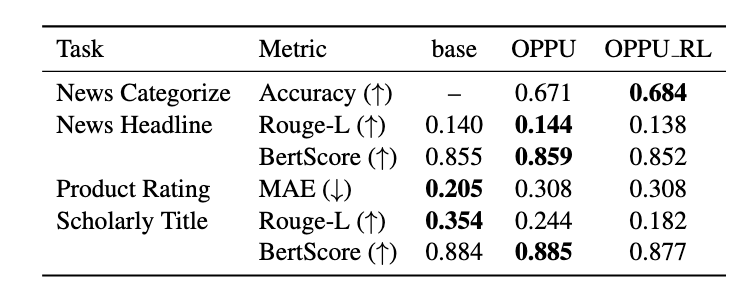 Task Metric base OPPU OPPU_RL
News Categorize Accuracy (↑) – 0.671 0.684
News Headline Rouge-L (↑) 0.140 0.144 0.138
BertScore (↑) 0.855 0.859 0.852
Product Rating MAE (↓) 0.205 0.308 0.308
Scholarly Title Rouge-L (↑) 0.354 0.244 0.182
BertScore (↑) 0.884 0.885 0.877